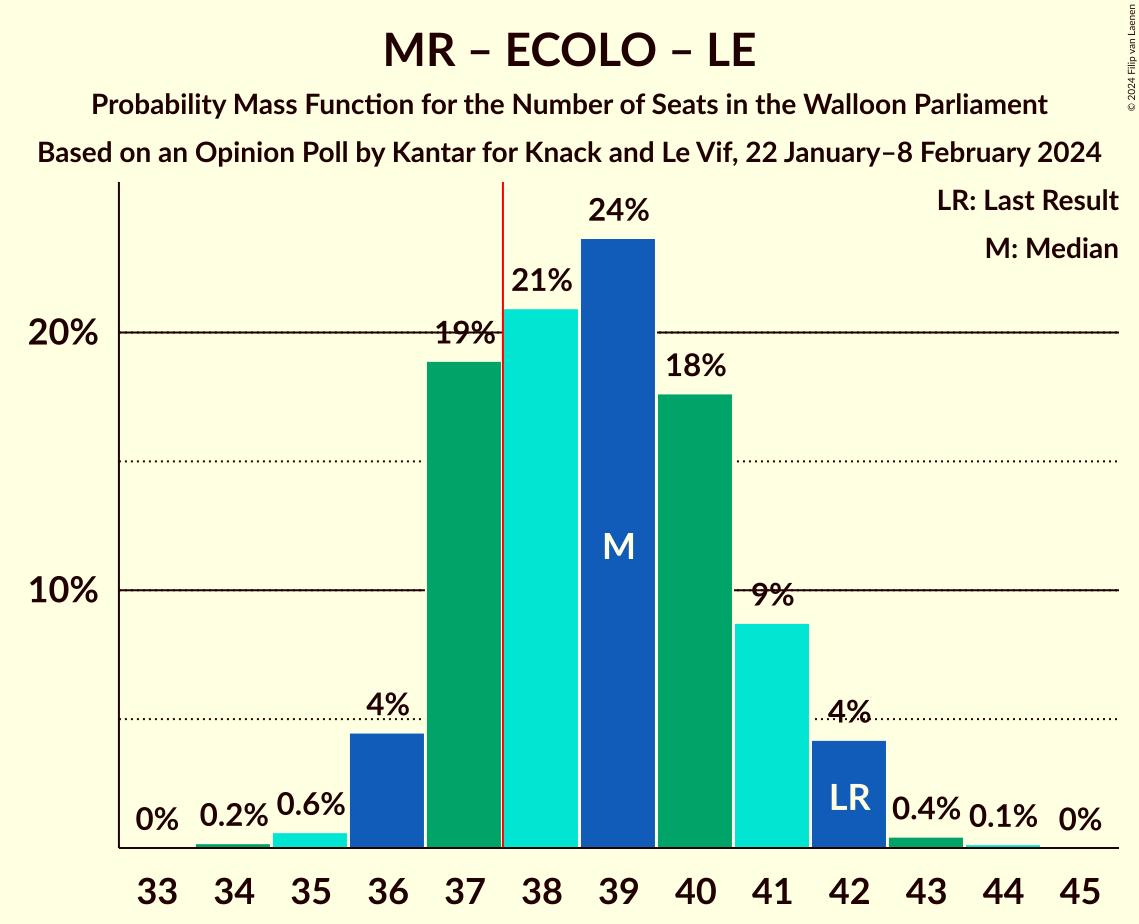 MR – ECOLO – LE
Probability Mass Function for the Number of Seats in the Walloon Parliament
Based on an Opinion Poll by Kantar for Knack and Le Vif, 22 January–8 February 2024
© 2024 Filip van Laenen
LR: Last Result
M: Median
24%
21%
20%
19%
18%
M
10%
9%
4%
4%
LR
0%
0.2%
0.6%
0.4%
0.1%
0%
33 34 35 36 37 38 39 40 41 42 43 44 45